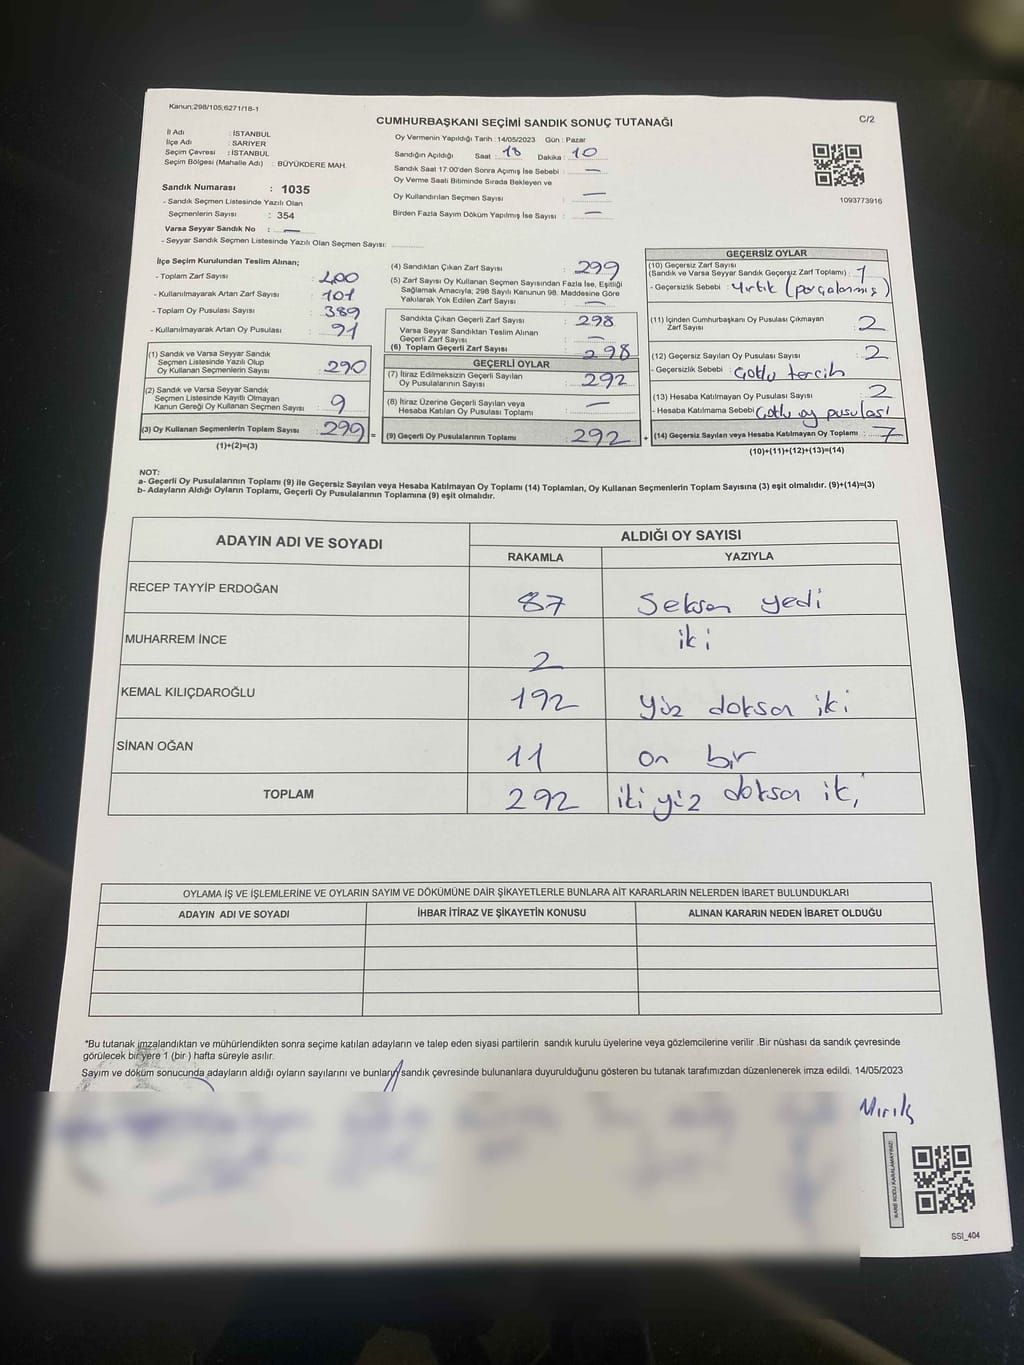 Kanun;298/105,6271/16-1
CUMHURBAŞKANI SEÇİMİ SANDIK SONUÇ TUTANAĞI
C/2
İl Adı : İSTANBUL
İlçe Adı : SARIYER
Seçim Çevresi : İSTANBUL
Seçim Bölgesi (Mahalle Adı) : BÜYÜKDERE MAH.
Sandık Numarası : 1035
- Sandık Seçmen Listesinde Yazılı Olan
Seçmenlerin Sayısı : 354
Varsa Seyyar Sandık No : —
- Seyyar Sandık Seçmen Listesinde Yazılı Olan Seçmen Sayısı:
Oy Vermenin Yapıldığı Tarih : 14/05/2023 Gün : Pazar
Sandığın Açıldığı Saat : 18 Dakika : 10
Sandık Saat 17:00'den Sonra Açımış İse Sebebi : —
Oy Verme Saati Bitiminde Sırada Bekleyen ve
Oy Kullandırılan Seçmen Sayısı : —
Birden Fazla Sayım Döküm Yapılmış İse Sayısı : —
1093773916
İlçe Seçim Kurulundan Teslim Alınan;
- Toplam Zarf Sayısı : 400
- Kullanılmayarak Artan Zarf Sayısı : 101
- Toplam Oy Pusulası Sayısı : 389
- Kullanılmayarak Artan Oy Pusulası : 91
(1) Sandık ve Varsa Seyyar Sandık
Seçmen Listesinde Yazılı Olup
Oy Kullanan Seçmenlerin Sayısı : 290
(2) Sandık ve Varsa Seyyar Sandık
Seçmen Listesinde Kayıtlı Olmayan
Kanun Gereği Oy Kullanan Seçmen Sayısı : 9
(3) Oy Kullanan Seçmenlerin Toplam Sayısı : 299 =
(1)+(2)=(3)
(4) Sandıktan Çıkan Zarf Sayısı : 299
(5) Zarf Sayısı Oy Kullanan Seçmen Sayısından Fazla İse, Eşitliği
Sağlamak Amacıyla; 298 Sayılı Kanunun 98. Maddesine Göre
Yakılarak Yok Edilen Zarf Sayısı : —
Sandıkta Çıkan Geçerli Zarf Sayısı : 298
Varsa Seyyar Sandıktan Teslim Alınan
Geçerli Zarf Sayısı : —
(6) Toplam Geçerli Zarf Sayısı : 298
GEÇERLİ OYLAR
(7) İtiraz Edilmeksizin Geçerli Sayılan
Oy Pusulalarının Sayısı : 292
(8) İtiraz Üzerine Geçerli Sayılan veya
Hesaba Katılan Oy Pusulası Toplamı : —
(9) Geçerli Oy Pusulalarının Toplamı : 292 +
GEÇERSİZ OYLAR
(10) Geçersiz Zarf Sayısı
(Sandık ve Varsa Seyyar Sandık Geçersiz Zarf Toplamı) : 1
- Geçersizlik Sebebi : Yırtık (parçalanmış)
(11) İçinden Cumhurbaşkanı Oy Pusulası Çıkmayan
Zarf Sayısı : 2
(12) Geçersiz Sayılan Oy Pusulası Sayısı : 2
- Geçersizlik Sebebi : Çoklu tercih
(13) Hesaba Katılmayan Oy Pusulası Sayısı : 2
- Hesaba Katılmama Sebebi : Çoklu oy pusulası
(14) Geçersiz Sayılan veya Hesaba Katılmayan Oy Toplamı : 7
(10)+(11)+(12)+(13)=(14)
NOT:
a- Geçerli Oy Pusulalarının Toplamı (9) ile Geçersiz Sayılan veya Hesaba Katılmayan Oy Toplamı (14) Toplamları, Oy Kullanan Seçmenlerin Toplam Sayısına (3) eşit olmalıdır. (9)+(14)=(3)
b- Adayların Aldığı Oyların Toplamı, Geçerli Oy Pusulalarının Toplamına (9) eşit olmalıdır.
ADAYIN ADI VE SOYADI
ALDIĞI OY SAYISI
RAKAMLA YAZIYLA
RECEP TAYYİP ERDOĞAN 87 Seksen yedi
MUHARREM İNCE 2 iki
KEMAL KILIÇDAROĞLU 192 yüz doksan iki
SİNAN OĞAN 11 on bir
TOPLAM 292 iki yüz doksan iki
OYLAMA İŞ VE İŞLEMLERİNE VE OYLARIN SAYIM VE DÖKÜMÜNE DAİR ŞİKAYETLERLE BUNLARA AİT KARARLARIN NELERDEN İBARET BULUNDUKLARI
ADAYIN ADI VE SOYADI İHBAR İTİRAZ VE ŞİKAYETİN KONUSU ALINAN KARARIN NEDEN İBARET OLDUĞU
*Bu tutanak imzalandıktan ve mühürlendikten sonra seçime katılan adayların ve talep eden siyasi partilerin sandık kurulu üyelerine veya gözlemcilerine verilir .Bir nüshası da sandık çevresinde
görülecek bir yere 1 (bir ) hafta süreyle asılır.
Sayım ve döküm sonucunda adayların aldığı oyların sayılarını ve bunların sandık çevresinde bulunanlara duyurulduğunu gösteren bu tutanak tarafımızdan düzenlenerek imza edildi. 14/05/2023
SSI_404